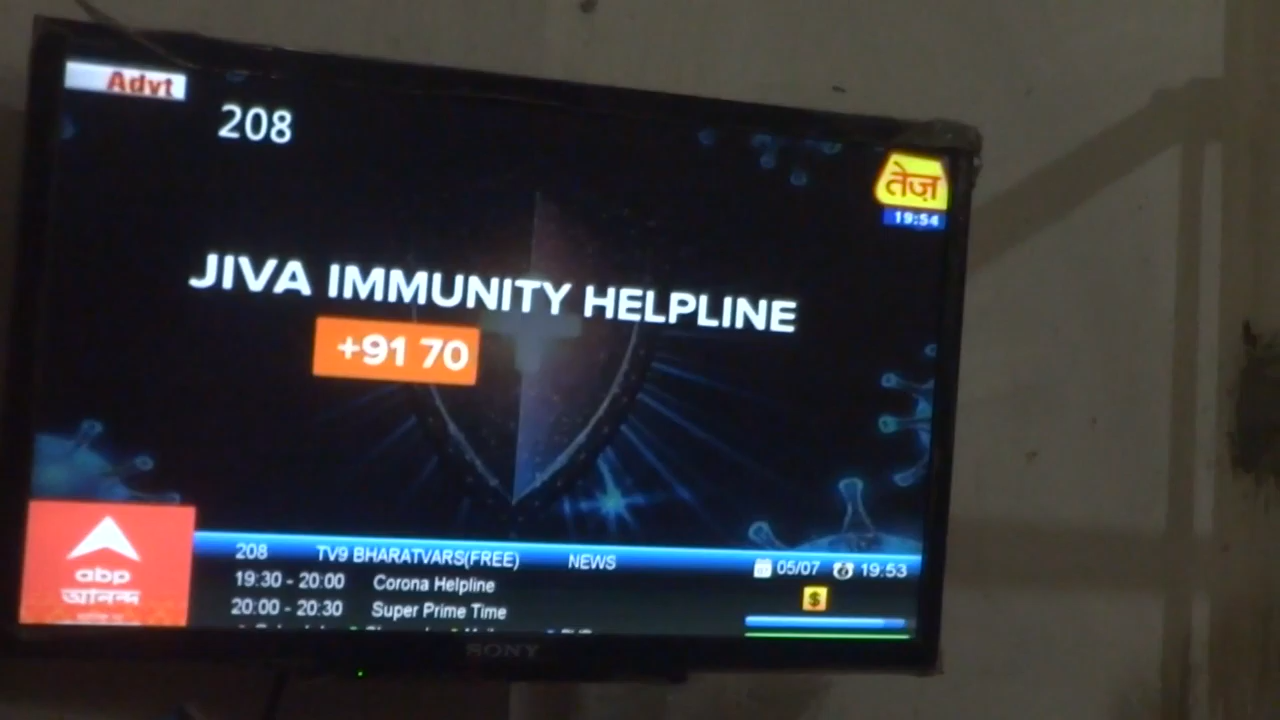 Advt
208
तेज़
19:54
JIVA IMMUNITY HELPLINE
+91 70
abp
আনন্দ
208 TV9 BHARATVARS(FREE) NEWS 05/07 19:53
19:30 - 20:00 Corona Helpline
$
20:00 - 20:30 Super Prime Time
SONY